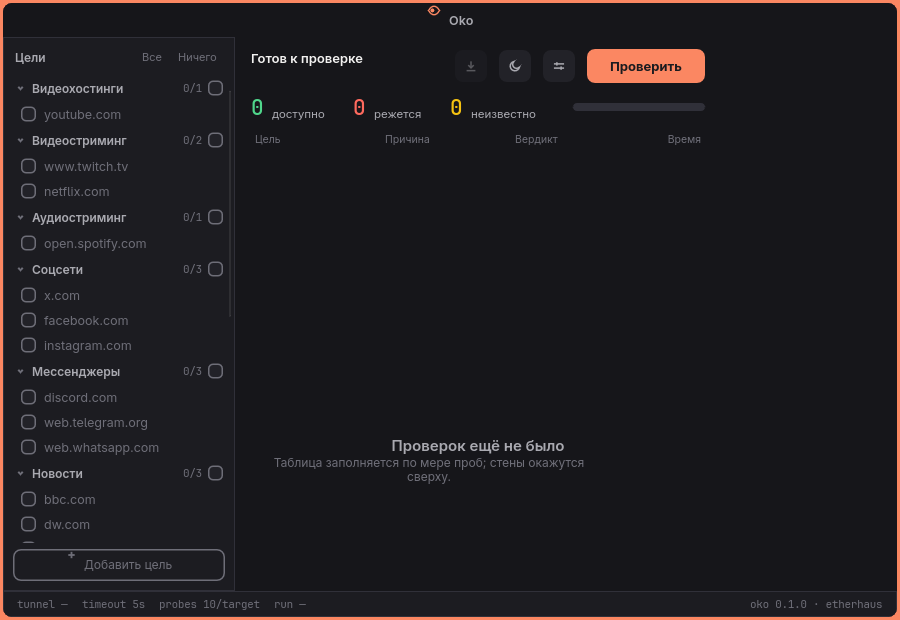 Oko
Цели Все Ничего
Видеохостинги 0/1
youtube.com
Видеостриминг 0/2
www.twitch.tv
netflix.com
Аудиостриминг 0/1
open.spotify.com
Соцсети 0/3
x.com
facebook.com
instagram.com
Мессенджеры 0/3
discord.com
web.telegram.org
web.whatsapp.com
Новости 0/3
bbc.com
dw.com
+ Добавить цель
Готов к проверке Проверить
0 доступно 0 режется 0 неизвестно
Цель Причина Вердикт Время
Проверок ещё не было
Таблица заполняется по мере проб; стены окажутся
сверху.
tunnel — timeout 5s probes 10/target run — oko 0.1.0 · etherhaus